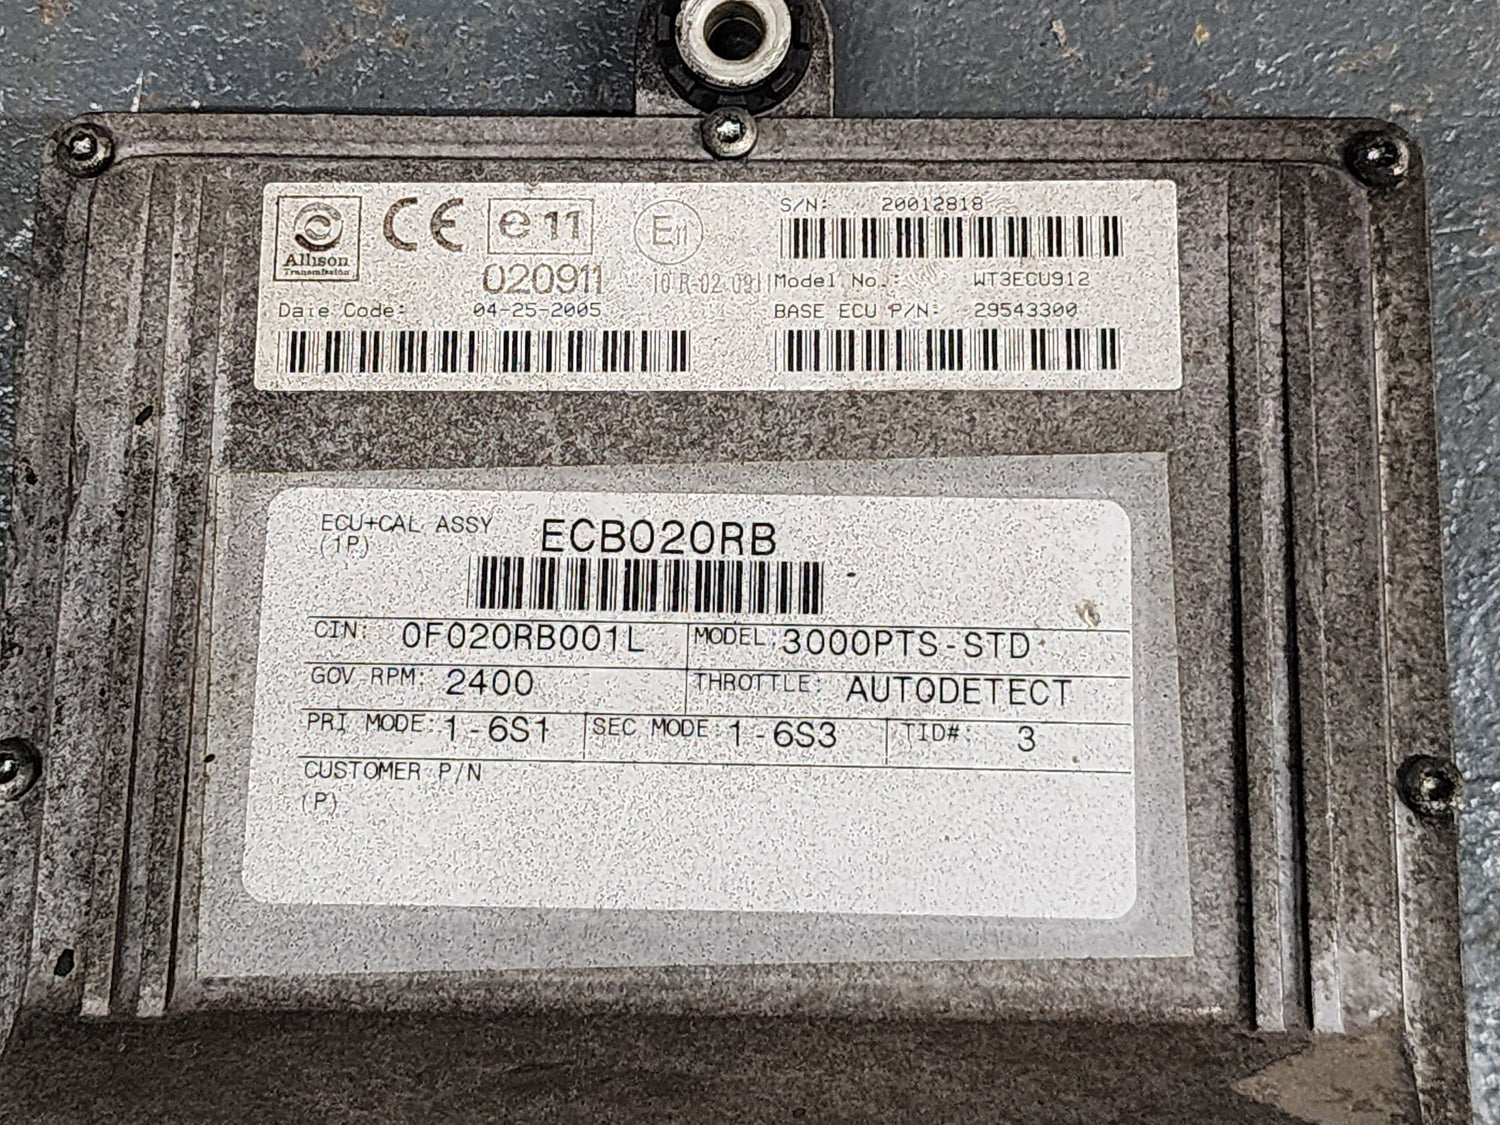 Allison
Transmission
CE
e11
E11
020911
10 R-02 0911
Date Code: 04-25-2005
S/N: 20012818
Model No.: WT3ECU912
BASE ECU P/N: 29543300
ECU+CAL ASSY ECB020RB
(1P)
CIN: 0F020RB001L MODEL: 3000PTS-STD
GOV RPM: 2400 THROTTLE: AUTODETECT
PRI MODE: 1-6S1 SEC MODE: 1-6S3 TID#: 3
CUSTOMER P/N
(P)